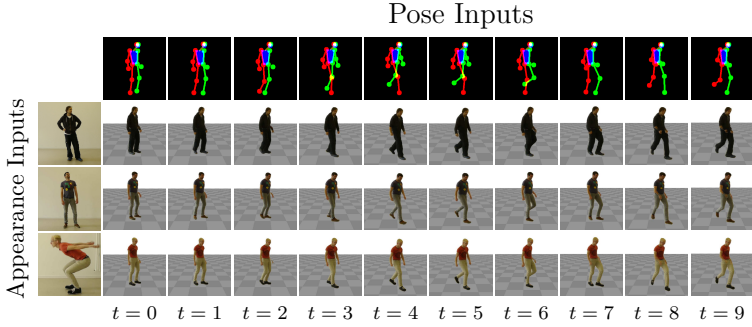 Pose Inputs
Appearance Inputs
t = 0 t = 1 t = 2 t = 3 t = 4 t = 5 t = 6 t = 7 t = 8 t = 9